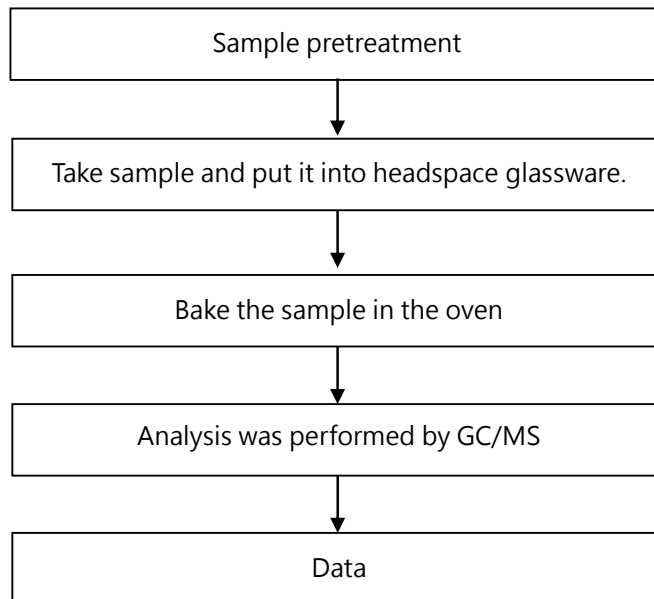 Sample pretreatment
Take sample and put it into headspace glassware.
Bake the sample in the oven
Analysis was performed by GC/MS
Data